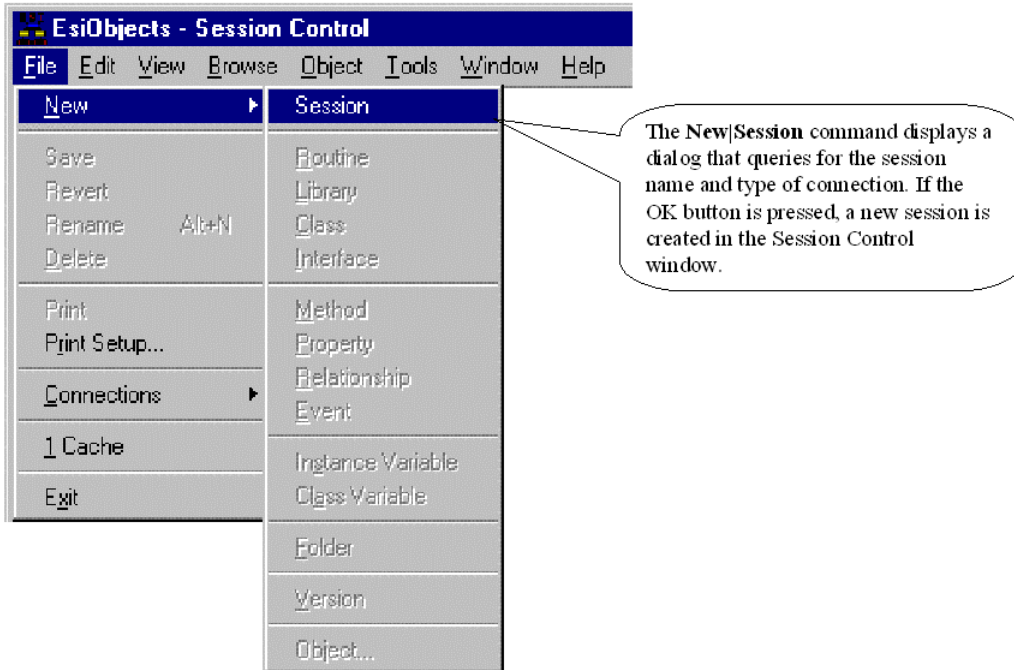 EsiObjects - Session Control
File Edit View Browse Object Tools Window Help
New
Save
Revert
Rename Alt+N
Delete
Print
Print Setup...
Connections
1 Cache
Exit
Session
Routine
Library
Class
Interface
Method
Property
Relationship
Event
Instance Variable
Class Variable
Folder
Version
Object...
The New|Session command displays a
dialog that queries for the session
name and type of connection. If the
OK button is pressed, a new session is
created in the Session Control
window.